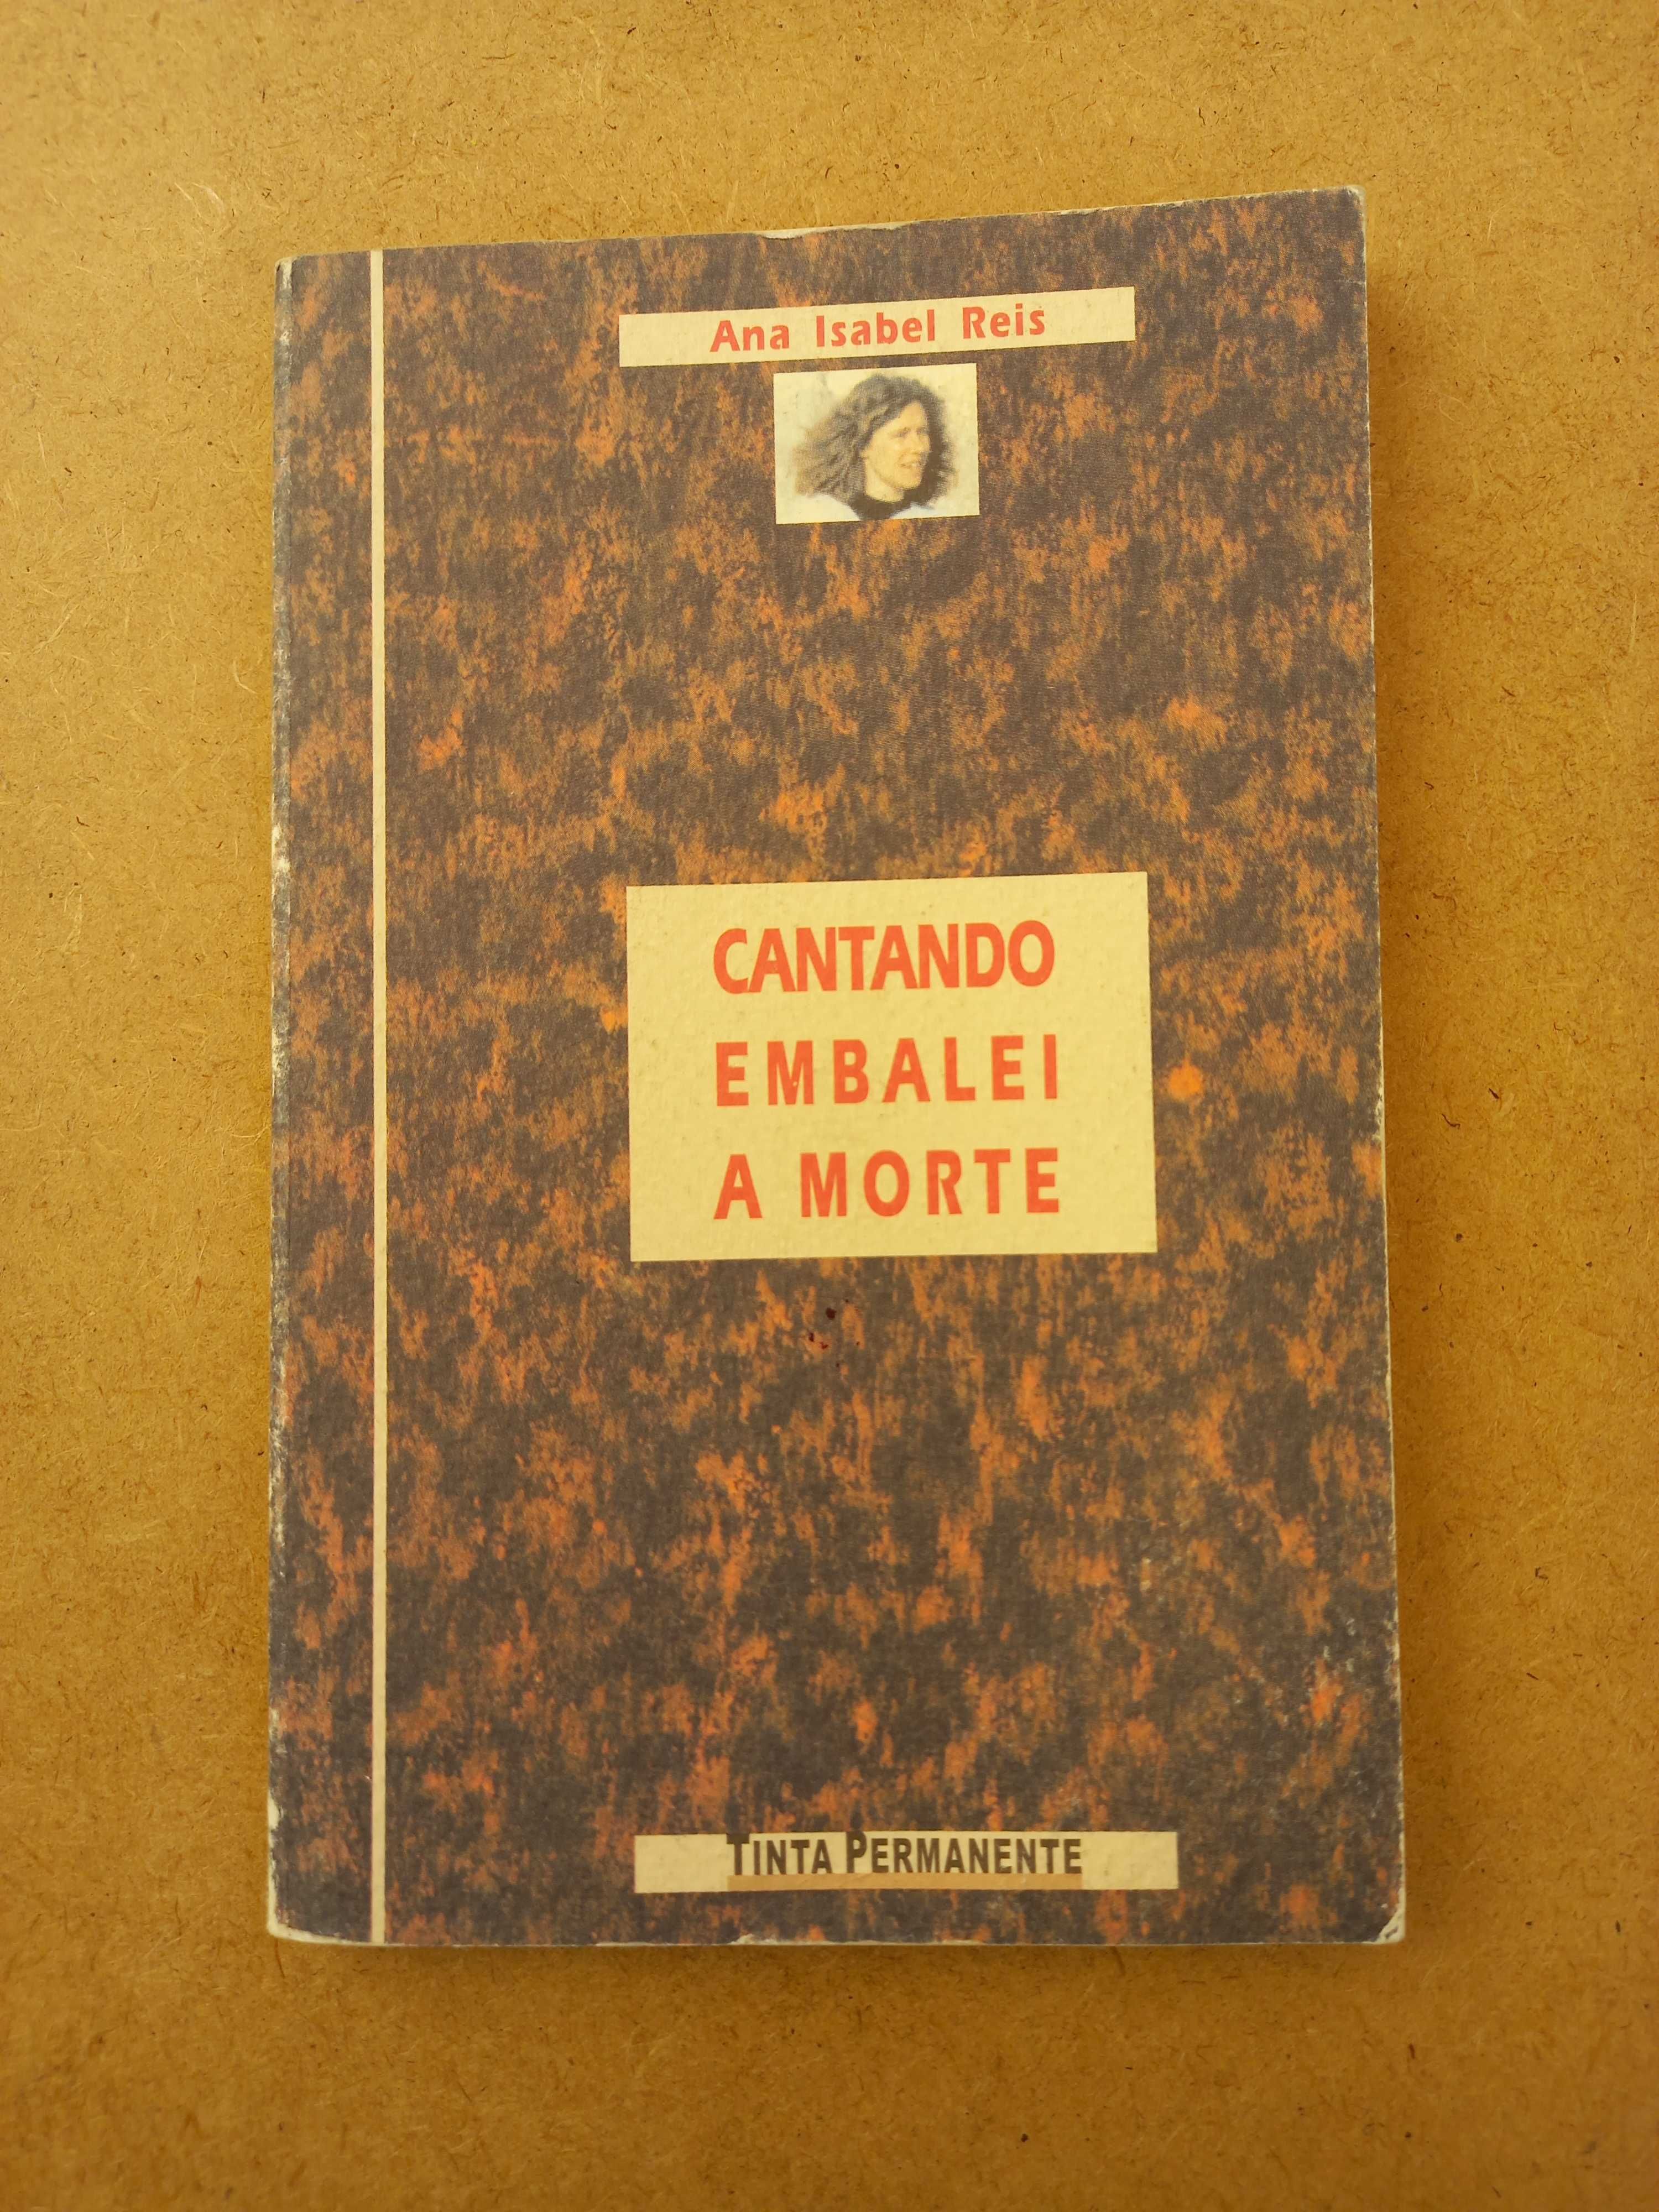 Ana Isabel Reis
CANTANDO
EMBALEI
A MORTE
TINTA PERMANENTE